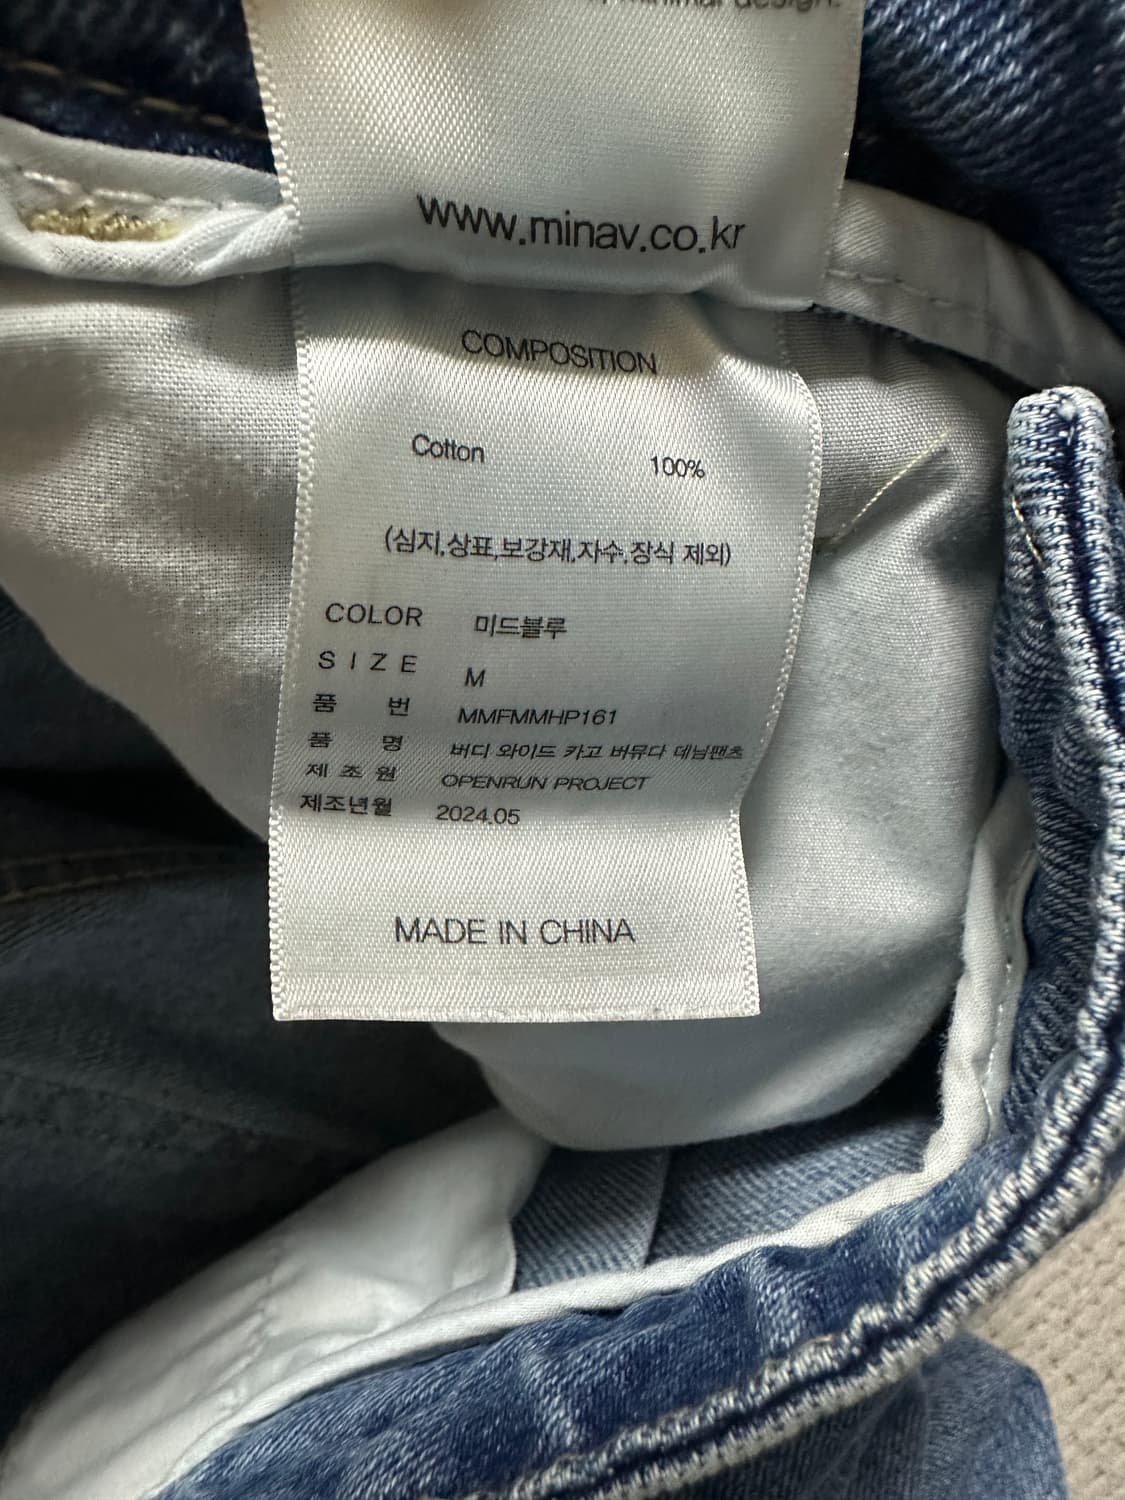 minimal design.
www.minav.co.kr
COMPOSITION
Cotton 100%
(심지,상표,보강재,자수,장식 제외)
COLOR 미드블루
SIZE M
품 번 MMFMMHP161
품 명 버디 와이드 카고 버뮤다 데님팬츠
제 조 원 OPENRUN PROJECT
제조년월 2024.05
MADE IN CHINA